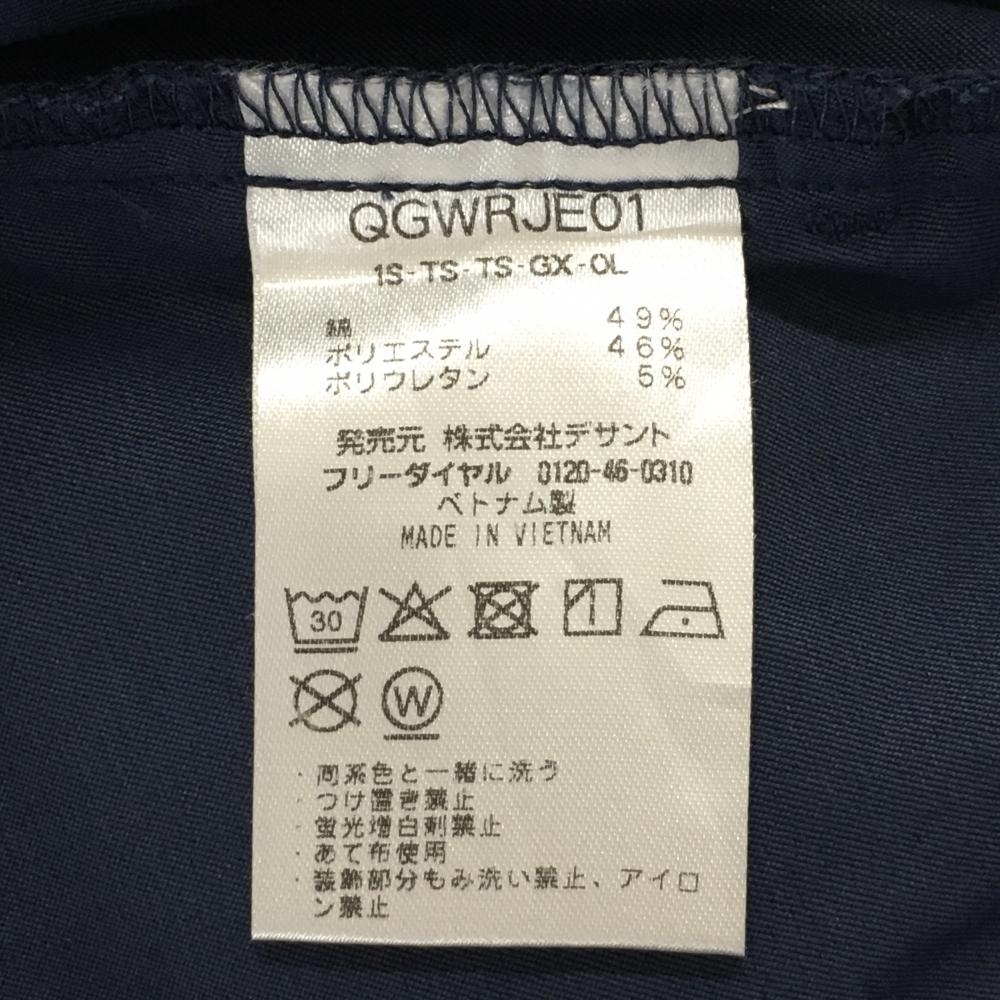 QGWRJE01
1S-TS-TS-GX-OL
綿 49%
ポリエステル 46%
ポリウレタン 5%
発売元 株式会社デサント
フリーダイヤル 0120-46-0310
ベトナム製
MADE IN VIETNAM
30
W
・同系色と一緒に洗う
・つけ置き禁止
・蛍光増白剤禁止
・あて布使用
・装飾部分もみ洗い禁止、アイロ
ン禁止